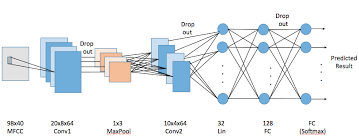 Drop
out
Drop
out
Drop
out
Predicted
Result
98x40
MFCC
20x8x64
Conv1
1x3
MaxPool
10x4x64
Conv2
32
Lin
128
FC
FC
(Softmax)